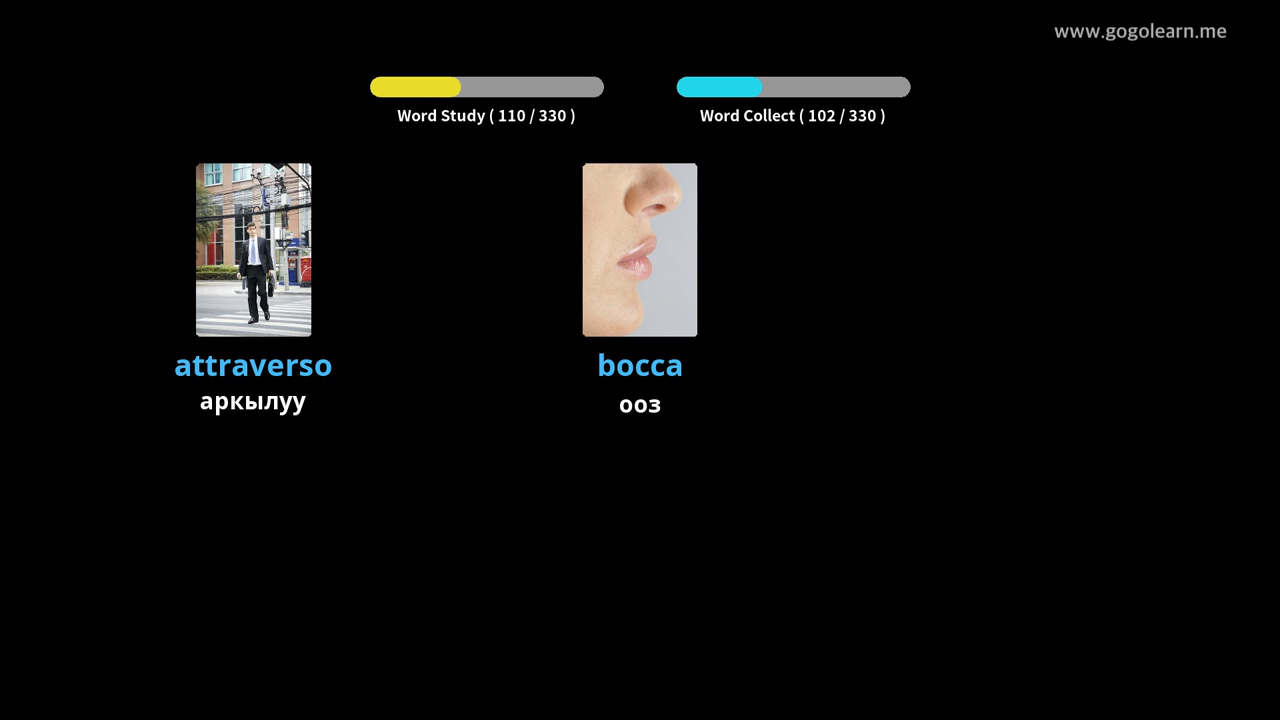 www.gogolearn.me
Word Study ( 110 / 330 )
Word Collect ( 102 / 330 )
attraverso
аркылуу
bocca
ооз